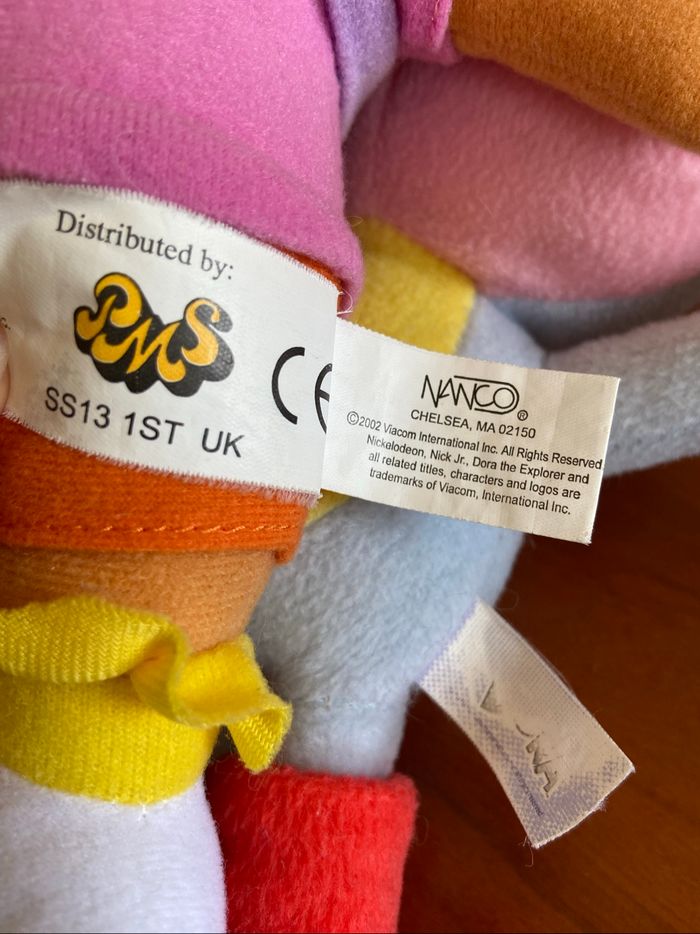 Distributed by:
PMS
CE
SS13 1ST UK
NANCO®
CHELSEA, MA 02150
©2002 Viacom International Inc. All Rights Reserved
Nickelodeon, Nick Jr., Dora the Explorer and
all related titles, characters and logos are
trademarks of Viacom, International Inc.